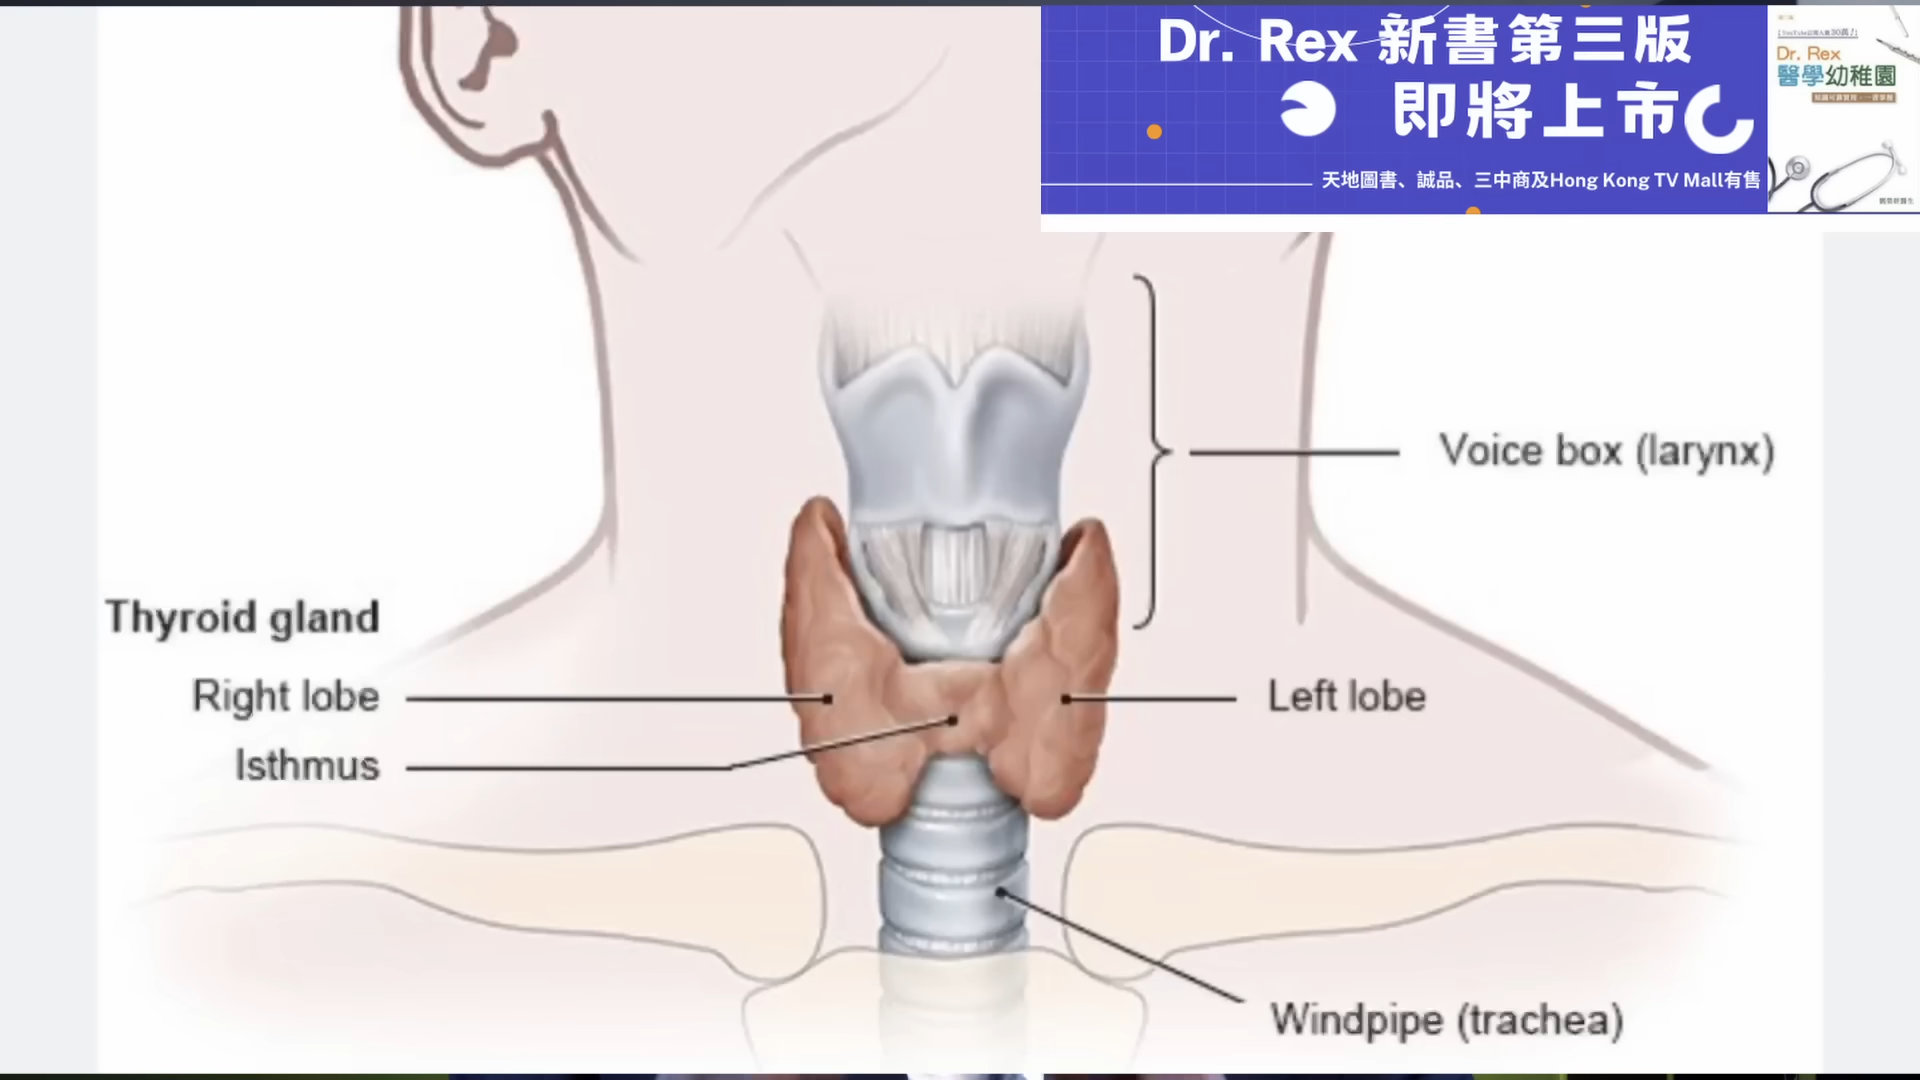 Dr. Rex 新書第三版
即將上市
天地圖書、誠品、三中商及Hong Kong TV Mall有售
Dr. Rex
醫學幼稚園
Voice box (larynx)
Thyroid gland
Right lobe
Left lobe
Isthmus
Windpipe (trachea)